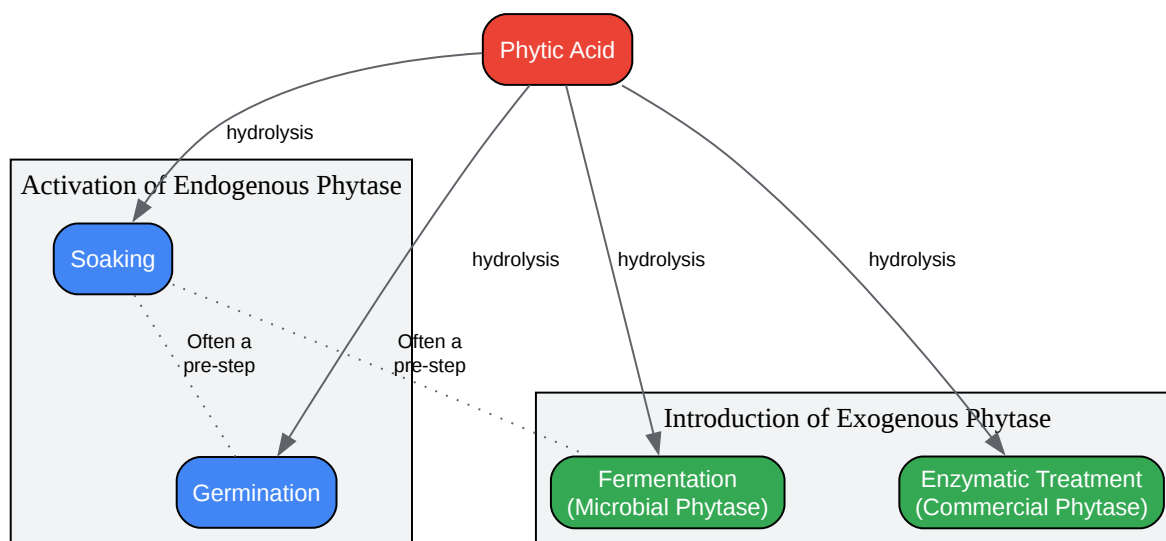 Phytic Acid
hydrolysis
Activation of Endogenous Phytase
Soaking
hydrolysis
hydrolysis
hydrolysis
Often a
pre-step
Often a
pre-step
Introduction of Exogenous Phytase
Germination
Fermentation
(Microbial Phytase)
Enzymatic Treatment
(Commercial Phytase)